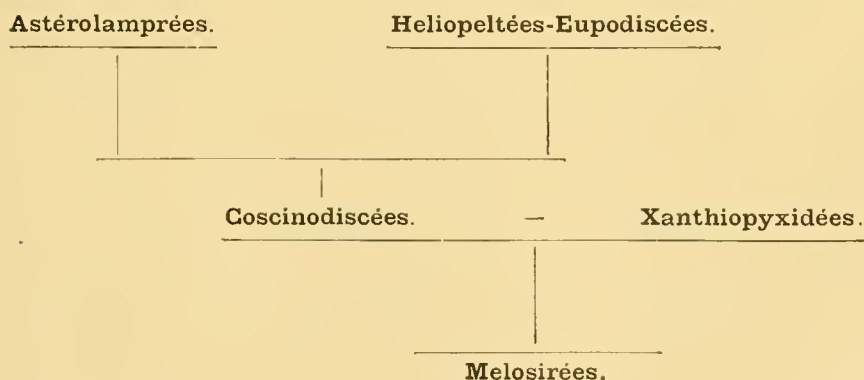 Astérolamprées. Heliopeltées-Eupodiscées.
Coscinodiscées. — Xanthiopyxidées.
Melosirées.